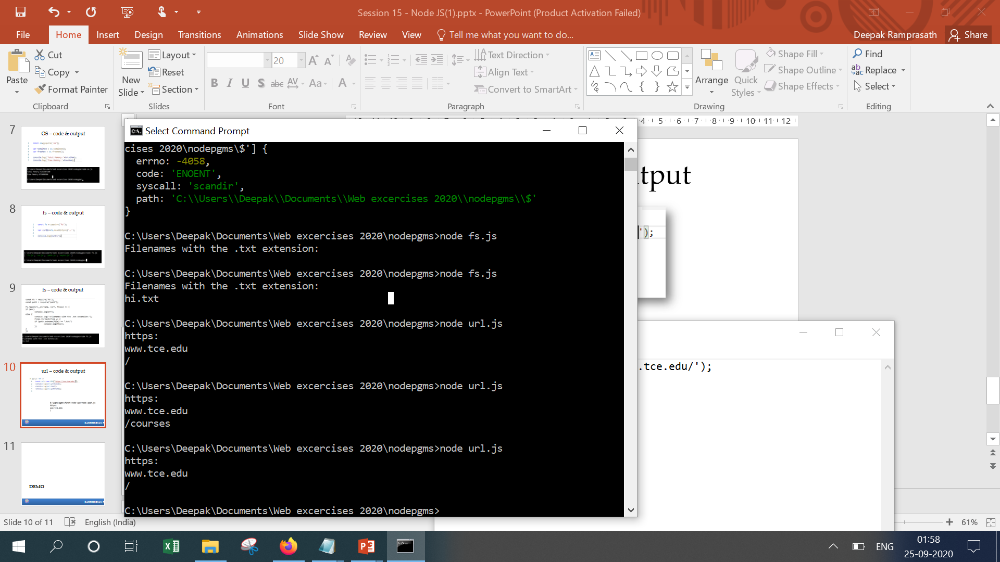 Session 15 - Node JS(1).pptx - PowerPoint (Product Activation Failed)
File Home Insert Design Transitions Animations Slide Show Review View Tell me what you want to do... Deepak Ramprasath Share
Paste Cut Copy Format Painter Clipboard
New Slide Layout Reset Section Slides
20 Font
Text Direction Align Text Convert to SmartArt Paragraph
Arrange Quick Styles Shape Fill Shape Outline Shape Effects Drawing
Find Replace Select Editing
7
OS – code & output
8
fs – code & output
9
fs – code & output
10
url – code & output
11
DEMO
4 5 6 7 8 9 10 11 12
tput
');
.tce.edu/');
Select Command Prompt
cises 2020\nodepgms\$'] {
errno: -4058,
code: 'ENOENT',
syscall: 'scandir',
path: 'C:\\Users\\Deepak\\Documents\\Web excercises 2020\\nodepgms\\$'
}
C:\Users\Deepak\Documents\Web excercises 2020\nodepgms>node fs.js
Filenames with the .txt extension:
C:\Users\Deepak\Documents\Web excercises 2020\nodepgms>node fs.js
Filenames with the .txt extension:
hi.txt
C:\Users\Deepak\Documents\Web excercises 2020\nodepgms>node url.js
https:
www.tce.edu
/
C:\Users\Deepak\Documents\Web excercises 2020\nodepgms>node url.js
https:
www.tce.edu
/courses
C:\Users\Deepak\Documents\Web excercises 2020\nodepgms>node url.js
https:
www.tce.edu
/
C:\Users\Deepak\Documents\Web excercises 2020\nodepgms>
Slide 10 of 11 English (India) 61%
ENG
01:58
25-09-2020